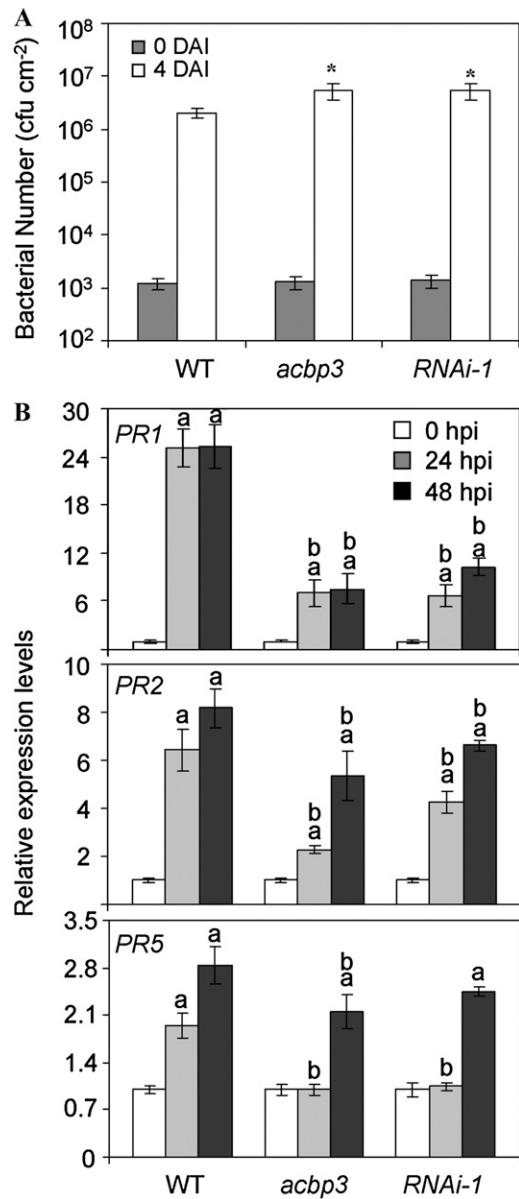 A
Bacterial Number (cfu cm⁻²)
10⁸
10⁷
10⁶
10⁵
10⁴
10³
10²
0 DAI
4 DAI
* *
WT acbp3 RNAi-1
B
Relative expression levels
PR1
0 hpi
24 hpi
48 hpi
30
24
18
12
6
a a
b b b b
a a a a
PR2
10
8
6
4
2
a a
b b b b
a a a a
PR5
3.5
2.8
2.1
1.4
0.7
0
a a
b b
a
b a
WT acbp3 RNAi-1